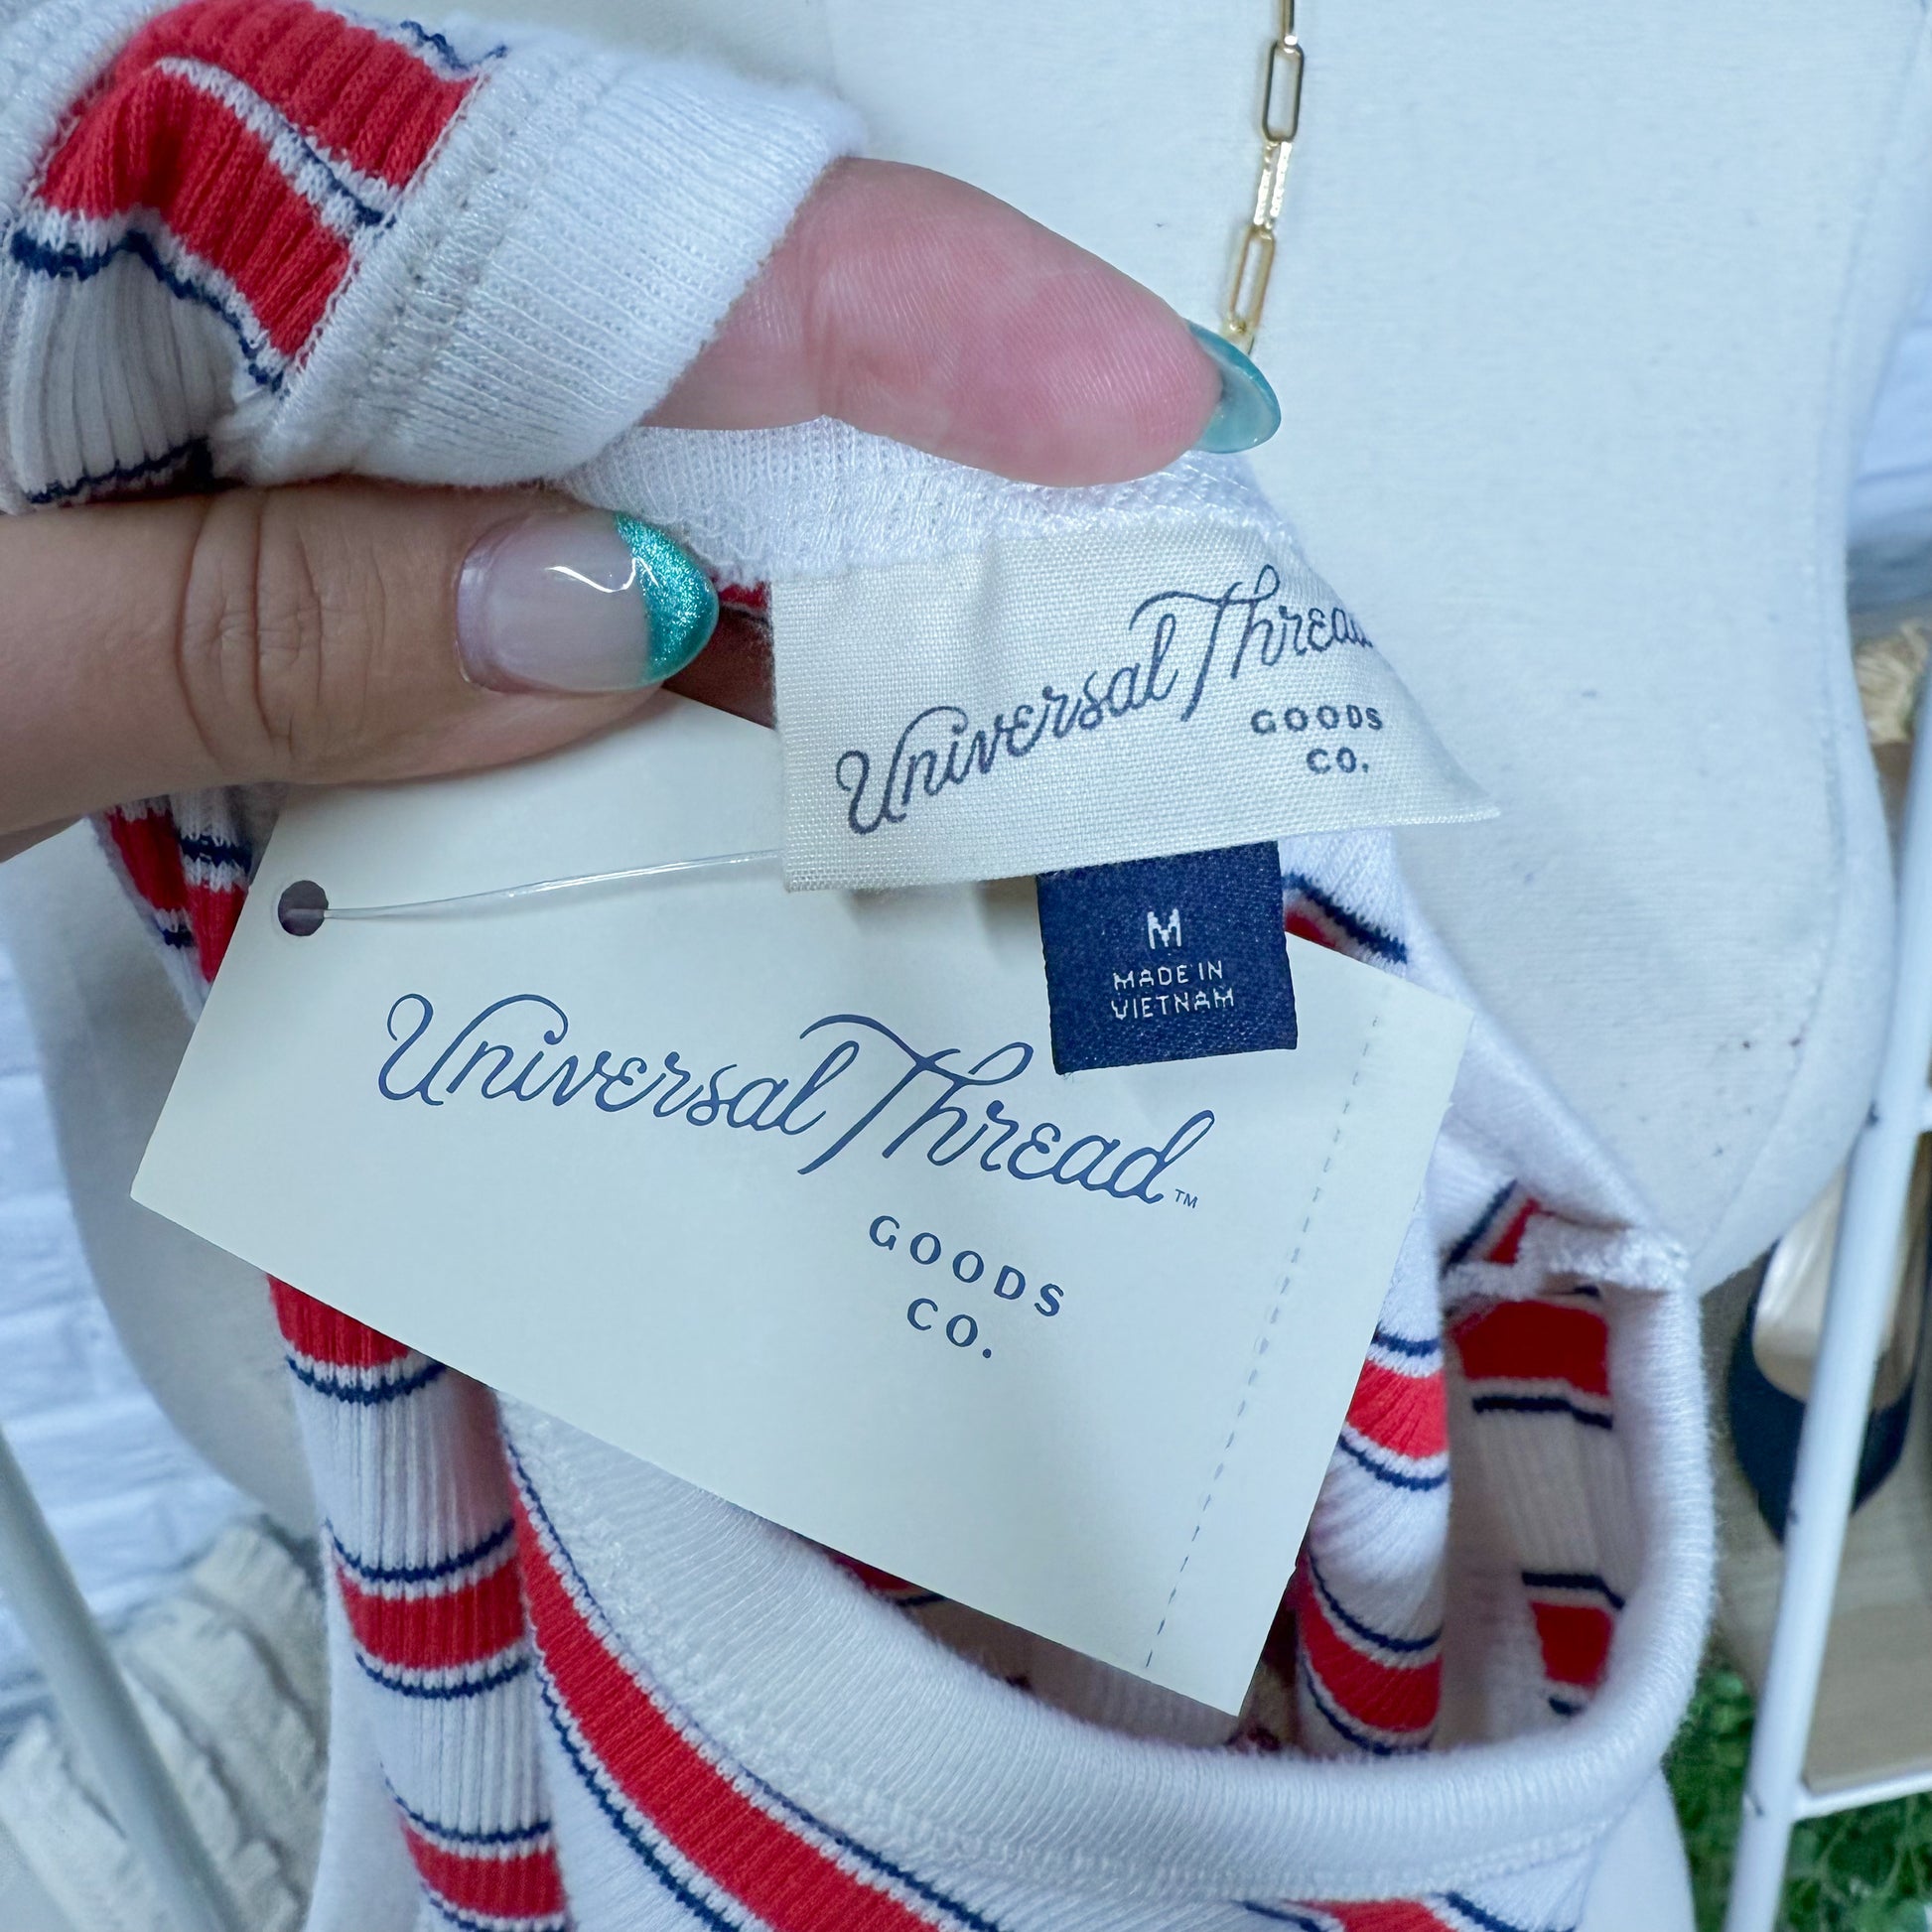 Universal Thread
GOODS
CO.
M
MADE IN
VIETNAM
Universal Thread™
GOODS
CO.